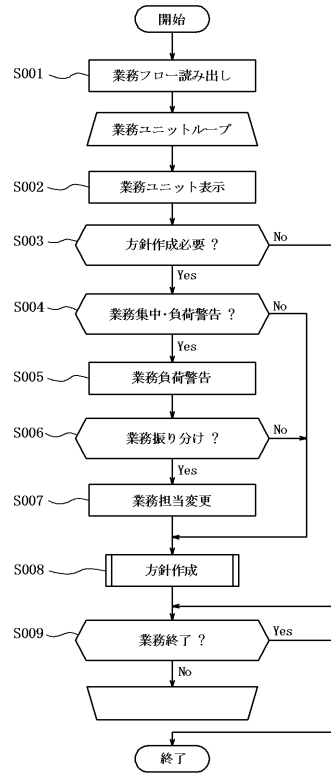 開始
S001
業務フロー読み出し
業務ユニットループ
S002
業務ユニット表示
S003
方針作成必要？
No
Yes
S004
業務集中・負荷警告？
No
Yes
S005
業務負荷警告
S006
業務振り分け？
No
Yes
S007
業務担当変更
S008
方針作成
S009
業務終了？
Yes
No
終了